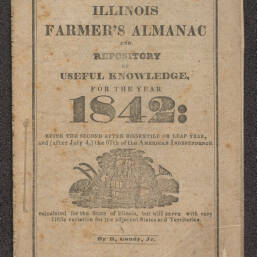 ILLINOIS
FARMER'S ALMANAC
AND
REPOSITORY
OF
USEFUL KNOWLEDGE,
FOR THE YEAR
1842:
BEING THE SECOND AFTER BISSEXTILE OR LEAP YEAR,
and (after July 4,) the 67th of the AMERICAN INDEPENDENCE
calculated for the State of Illinois, but will serve with very
little variation for the adjacent States and Territories.
By R. Goudy, Jr.